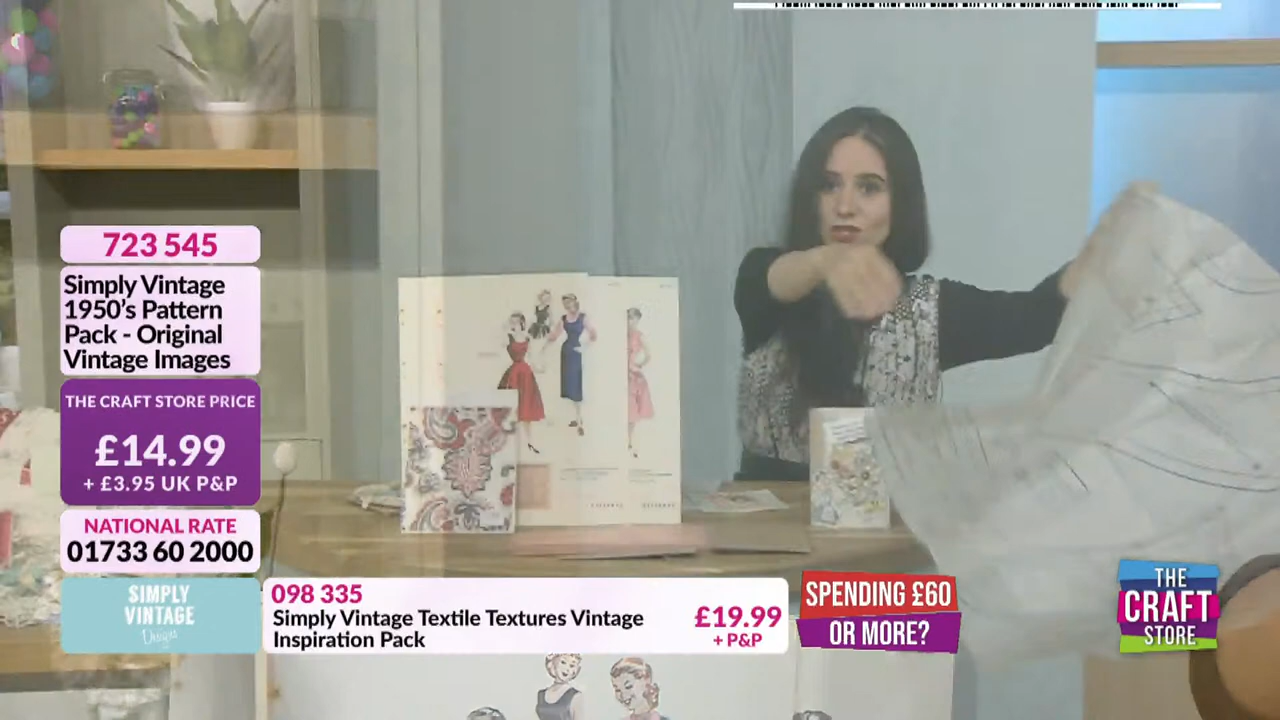 723 545
Simply Vintage
1950's Pattern
Pack - Original
Vintage Images
THE CRAFT STORE PRICE
£14.99
+ £3.95 UK P&P
NATIONAL RATE
01733 60 2000
SIMPLY
VINTAGE
Designs
098 335
Simply Vintage Textile Textures Vintage
Inspiration Pack
£19.99
+ P&P
SPENDING £60
OR MORE?
THE
CRAFT
STORE